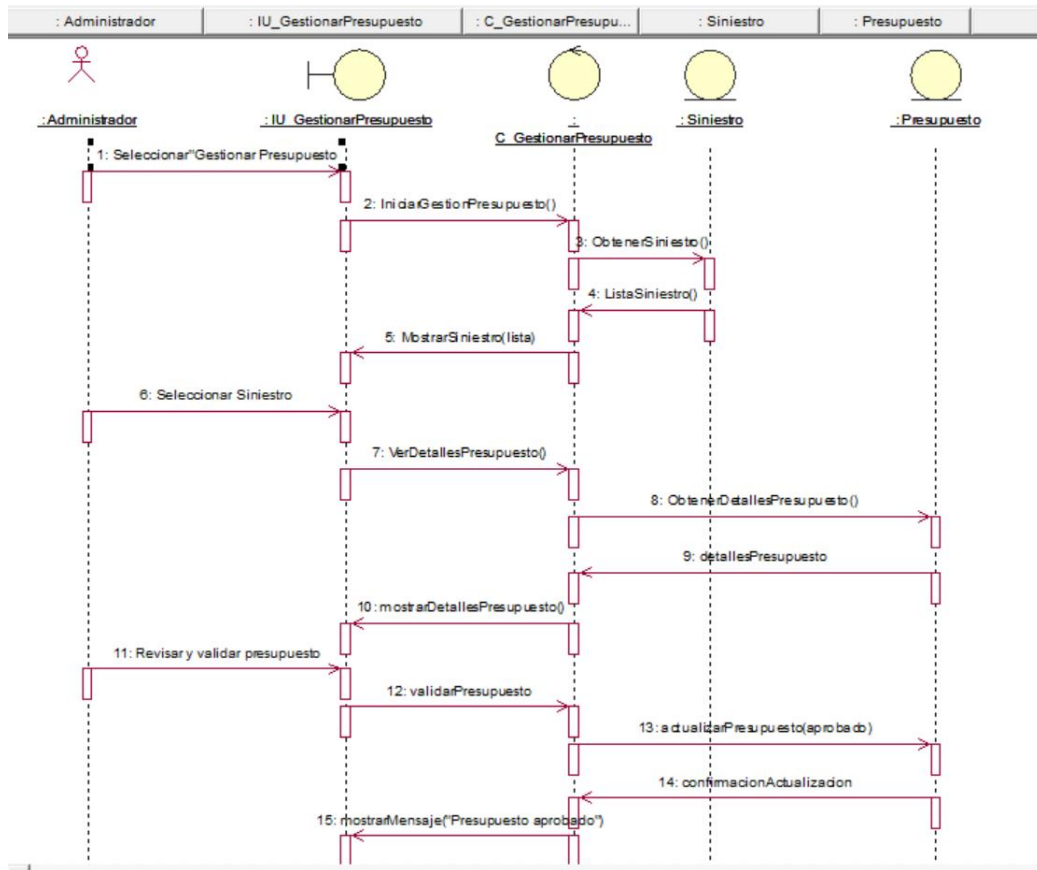 : Administrador
: IU_GestionarPresupuesto
: C_GestionarPresupu...
: Siniestro
: Presupuesto
:Administrador
: IU_GestionarPresupuesto
:
C_GestionarPresupuesto
: Siniestro
:Presupuesto
1: Seleccionar"Gestionar Presupuesto
2: IniciarGestionPresupuesto()
3: ObtenerSiniestro()
4: ListaSiniestro()
5: MostrarSiniestro(lista)
6: Seleccionar Siniestro
7: VerDetallesPresupuesto()
8: ObtenerDetallesPresupuesto()
9: detallesPresupuesto
10: mostrarDetallesPresupuesto()
11: Revisar y validar presupuesto
12: validarPresupuesto
13: actualizarPresupuesto(aprobado)
14: confirmacionActualizacion
15: mostrarMensaje("Presupuesto aprobado")